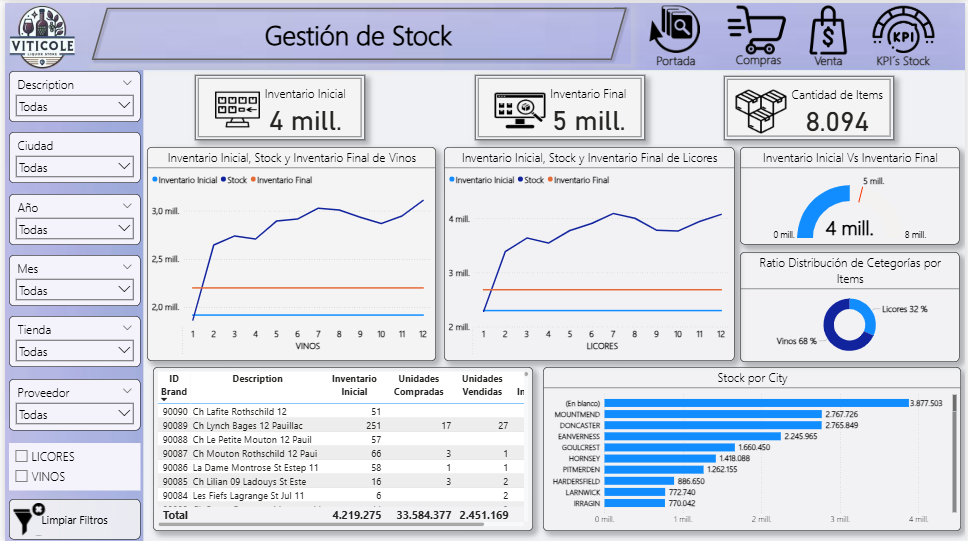 VITICOLE
LIQUOR STORE
Gestión de Stock
Portada
Compras
$
Venta
KPI
KPI´s Stock
Description
Todas
Ciudad
Todas
Año
Todas
Mes
Todas
Tienda
Todas
Proveedor
Todas
LICORES
VINOS
Limpiar Filtros
Inventario Inicial
4 mill.
Inventario Final
5 mill.
Cantidad de Items
8.094
Inventario Inicial, Stock y Inventario Final de Vinos
Inventario Inicial Stock Inventario Final
3,0 mill.
2,5 mill.
2,0 mill.
1 2 3 4 5 6 7 8 9 10 11 12
VINOS
Inventario Inicial, Stock y Inventario Final de Licores
Inventario Inicial Stock Inventario Final
4 mill.
3 mill.
2 mill.
1 2 3 4 5 6 7 8 9 10 11 12
LICORES
Inventario Inicial Vs Inventario Final
5 mill.
4 mill.
0 mill.
8 mill.
Ratio Distribución de Cetegorías por
Items
Licores 32 %
Vinos 68 %
ID Brand Description Inventario Inicial Unidades Compradas Unidades Vendidas In
90090 Ch Lafite Rothschild 12 51
90089 Ch Lynch Bages 12 Pauillac 251 17 27
90088 Ch Le Petite Mouton 12 Pauil 57
90087 Ch Mouton Rothschild 12 Paui 66 3 1
90086 La Dame Montrose St Estep 11 58 1 1
90085 Ch Lilian 09 Ladouys St Este 16 3 2
90084 Les Fiefs Lagrange St Jul 11 6 2
Total 4.219.275 33.584.377 2.451.169
Stock por City
(En blanco) 3.877.503
MOUNTMEND 2.767.726
DONCASTER 2.765.849
EANVERNESS 2.245.965
GOULCREST 1.660.450
HORNSEY 1.418.088
PITMERDEN 1.262.155
HARDERSFIELD 886.650
LARNWICK 772.740
IRRAGIN 770.042
0 mill. 1 mill. 2 mill. 3 mill. 4 mill.